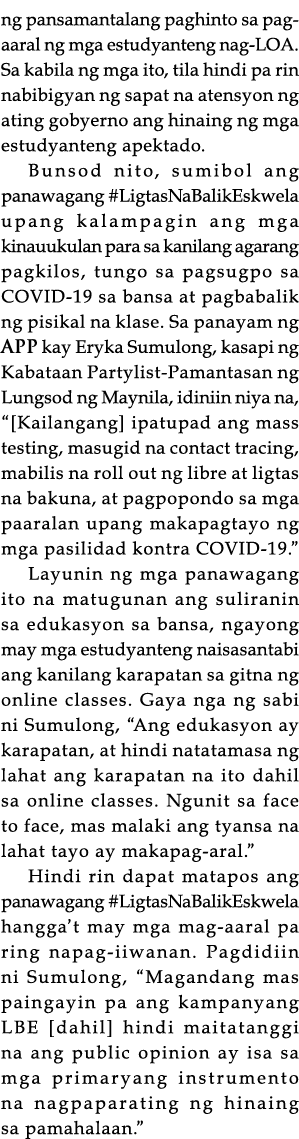 ng pansamantalang paghinto sa pag-
aaral ng mga estudyanteng nag-LOA.
Sa kabila ng mga ito, tila hindi pa rin
nabibigyan ng sapat na atensyon ng
ating gobyerno ang hinaing ng mga
estudyanteng apektado.
Bunsod nito, sumibol ang
panawagang #LigtasNaBalikEskwela
upang kalampagin ang mga
kinauukulan para sa kanilang agarang
pagkilos, tungo sa pagsugpo sa
COVID-19 sa bansa at pagbabalik
ng pisikal na klase. Sa panayam ng
APP kay Eryka Sumulong, kasapi ng
Kabataan Partylist-Pamantasan ng
Lungsod ng Maynila, idiniin niya na,
“[Kailangang] ipatupad ang mass
testing, masugid na contact tracing,
mabilis na roll out ng libre at ligtas
na bakuna, at pagpopondo sa mga
paaralan upang makapagtayo ng
mga pasilidad kontra COVID-19.”
Layunin ng mga panawagang
ito na matugunan ang suliranin
sa edukasyon sa bansa, ngayong
may mga estudyanteng naisasantabi
ang kanilang karapatan sa gitna ng
online classes. Gaya nga ng sabi
ni Sumulong, “Ang edukasyon ay
karapatan, at hindi natatamasa ng
lahat ang karapatan na ito dahil
sa online classes. Ngunit sa face
to face, mas malaki ang tyansa na
lahat tayo ay makapag-aral.”
Hindi rin dapat matapos ang
panawagang #LigtasNaBalikEskwela
hangga’t may mga mag-aaral pa
ring napag-iiwanan. Pagdidiin
ni Sumulong, “Magandang mas
paingayin pa ang kampanyang
LBE [dahil] hindi maitatanggi
na ang public opinion ay isa sa
mga primaryang instrumento
na nagpaparating ng hinaing
sa pamahalaan.”